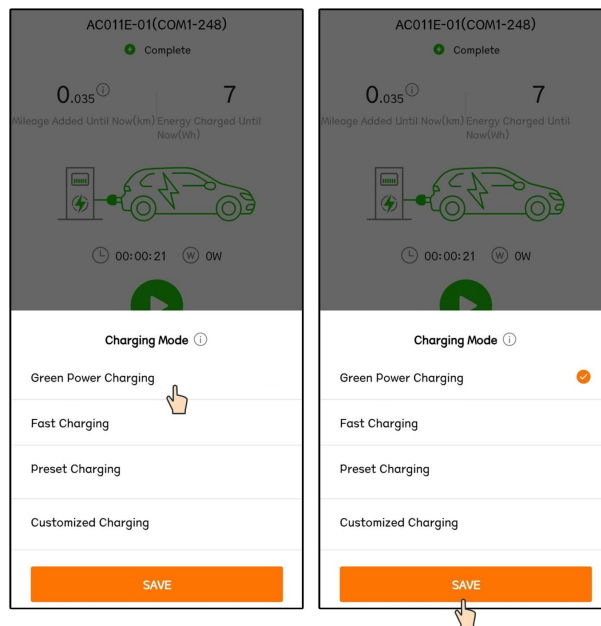 AC011E-01(COM1-248)
Complete
0.035
7
Mileage Added Until Now(km)
Energy Charged Until
Now(Wh)
00:00:21
W
0W
Charging Mode
Green Power Charging
Fast Charging
Preset Charging
Customized Charging
SAVE
AC011E-01(COM1-248)
Complete
0.035
7
Mileage Added Until Now(km)
Energy Charged Until
Now(Wh)
00:00:21
W
0W
Charging Mode
Green Power Charging
Fast Charging
Preset Charging
Customized Charging
SAVE